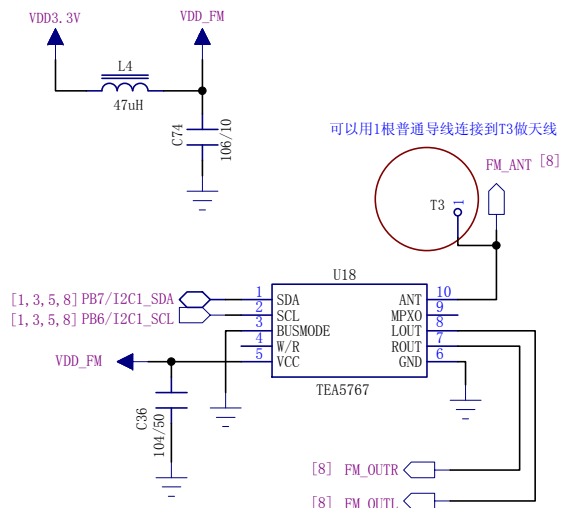 VDD3.3V
VDD_FM
L4
47uH
C74
106/10
可以用1根普通导线连接到T3做天线
FM_ANT [8]
T3
1
U18
[1,3,5,8] PB7/I2C1_SDA 1 SDA ANT 10
[1,3,5,8] PB6/I2C1_SCL 2 SCL MPXO 9
3 BUSMODE LOUT 8
4 W/R ROUT 7
VDD_FM 5 VCC GND 6
TEA5767
C36
104/50
[8] FM_OUTR
[8] FM_OUTL